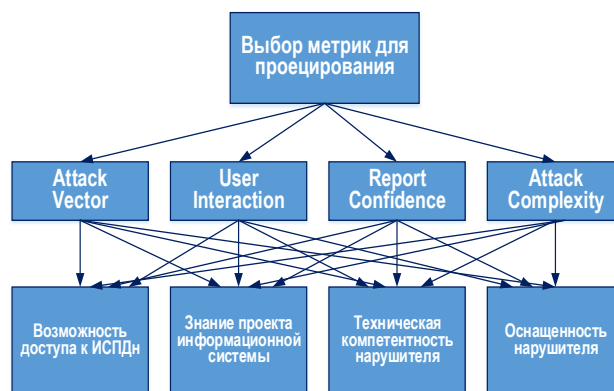 Выбор метрик для
проецирования
Attack
Vector
User
Interaction
Report
Confidence
Attack
Complexity
Возможность
доступа к ИСПДн
Знание проекта
информационной
системы
Техническая
компетентность
нарушителя
Оснащенность
нарушителя